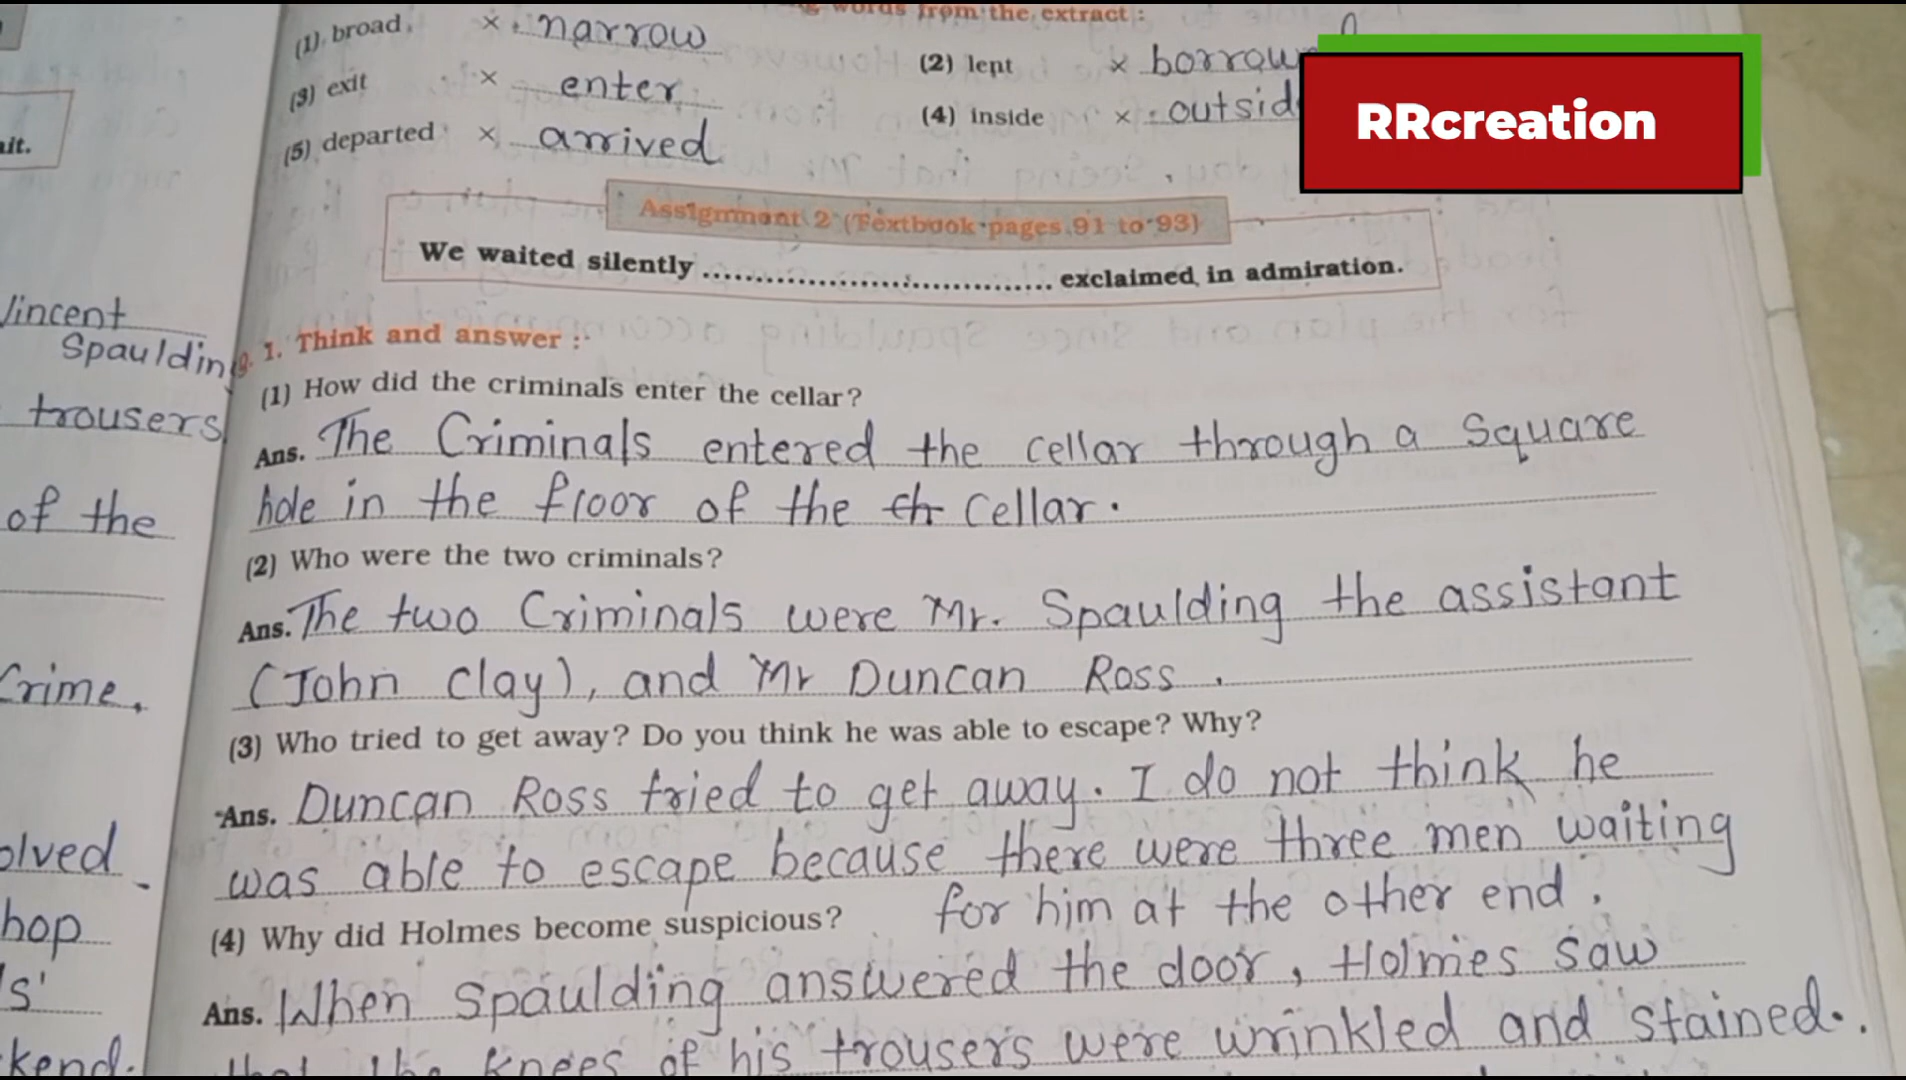 words from the extract :
(1) broad × narrow
(2) lent ×
(3) exit × enter
(4) inside ×
(5) departed × arrived
RRcreation
Assignment 2 (Textbook pages 91 to 93)
We waited silently .................................... exclaimed in admiration.
1. Think and answer :
(1) How did the criminals enter the cellar?
Ans. The Criminals entered the cellar through a Square
hole in the floor of the Cellar.
(2) Who were the two criminals?
Ans. The two Criminals were Mr. Spaulding the assistant
(John Clay), and Mr Duncan Ross .
(3) Who tried to get away? Do you think he was able to escape? Why?
Ans. Duncan Ross tried to get away. I do not think he
was able to escape because there were three men waiting
for him at the other end .
(4) Why did Holmes become suspicious?
Ans. When Spaulding answered the door, Holmes saw
that the knees of his trousers were wrinkled and stained.
Vincent
Spaulding
trousers
of the
Crime.